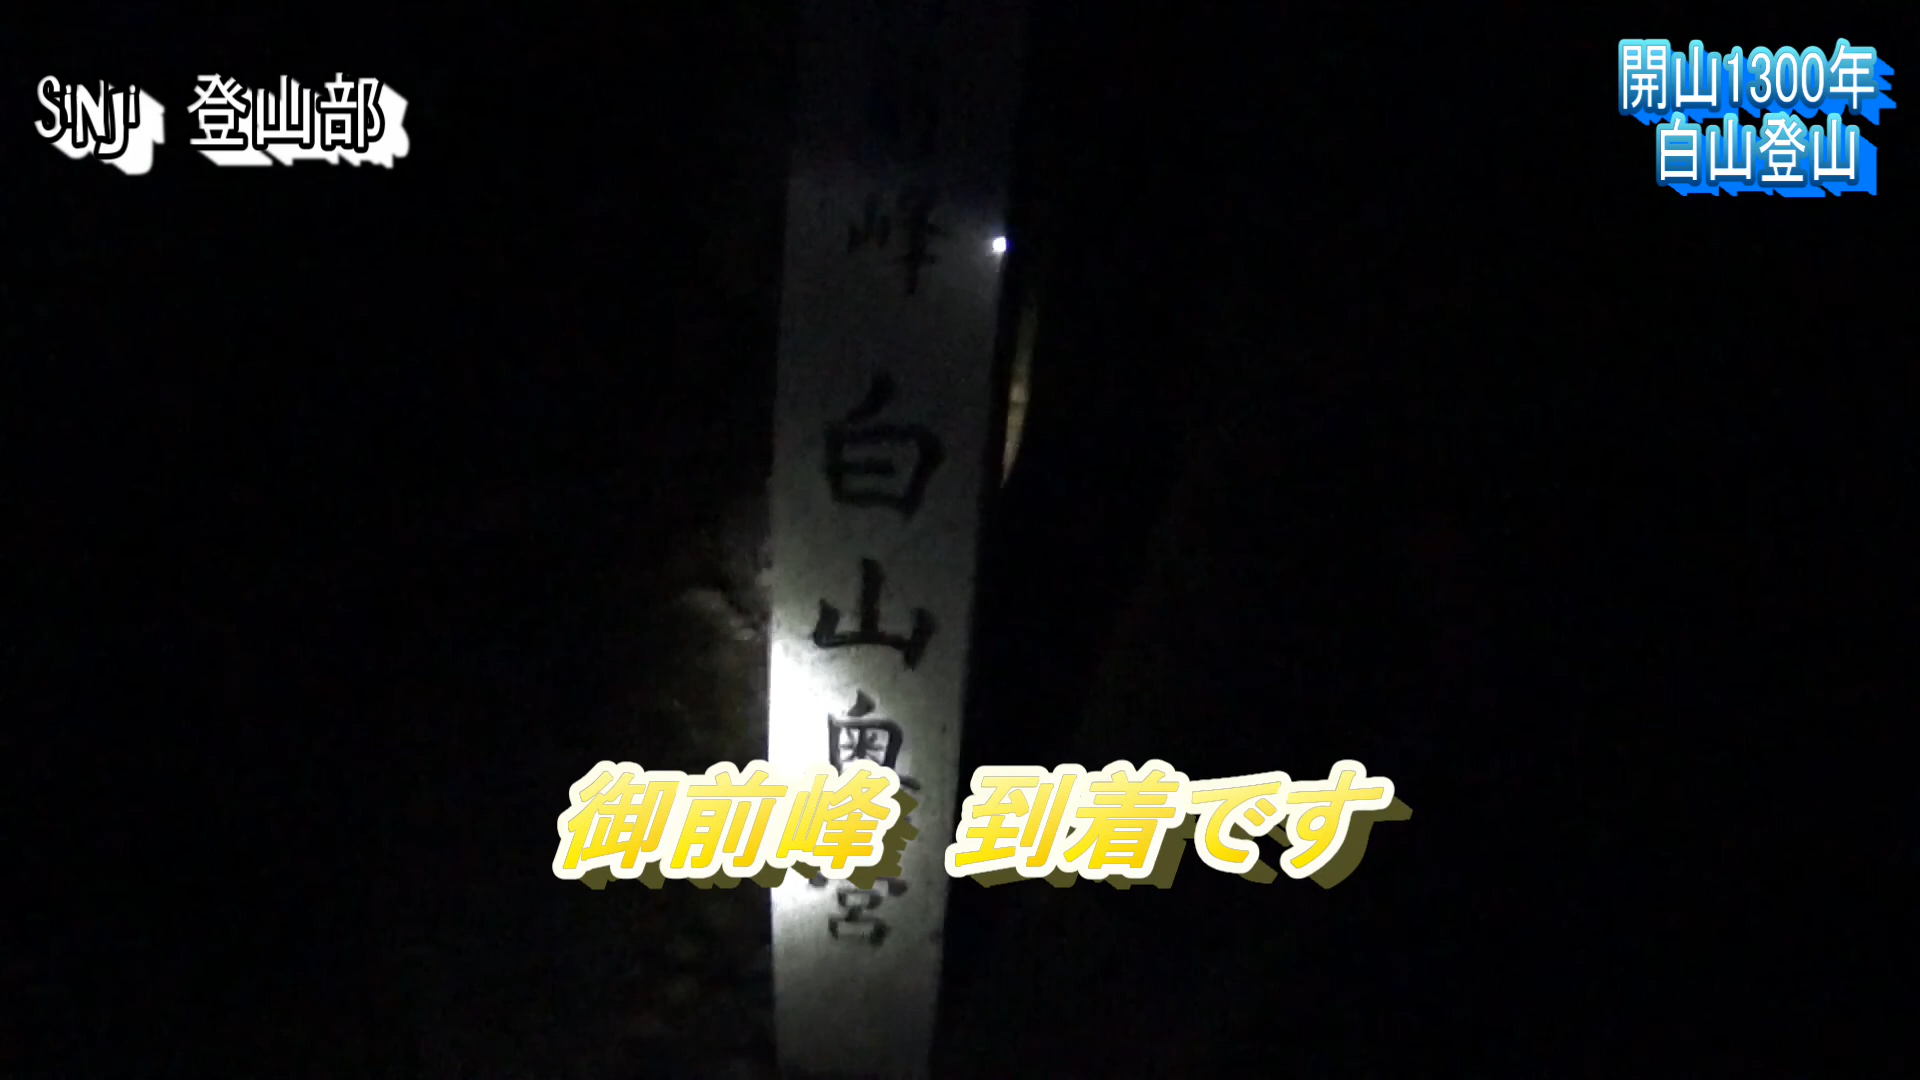 SiNJi 登山部
開山1300年
白山登山
峰
白山奥宮
御前峰 到着です